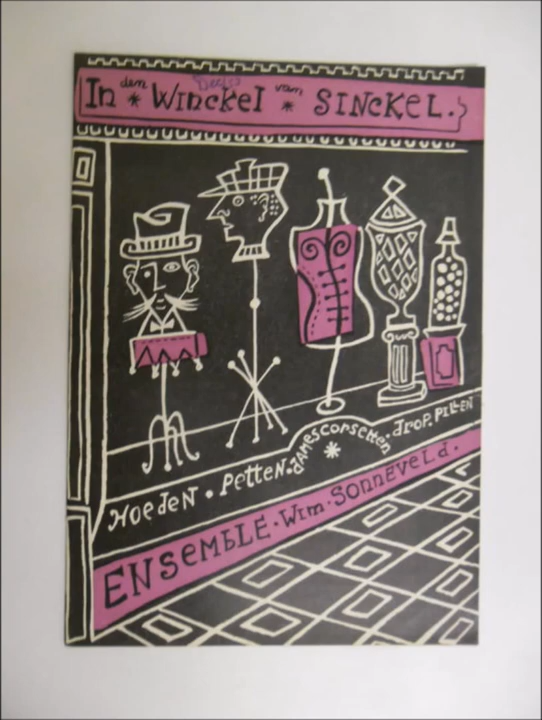 In den Winckel van SINCKEL.
HOEDEN • PETTEN • DAMESCORSETTEN • DROP. PILLEN
ENSEMBLE • WIM • SONNEVELD.